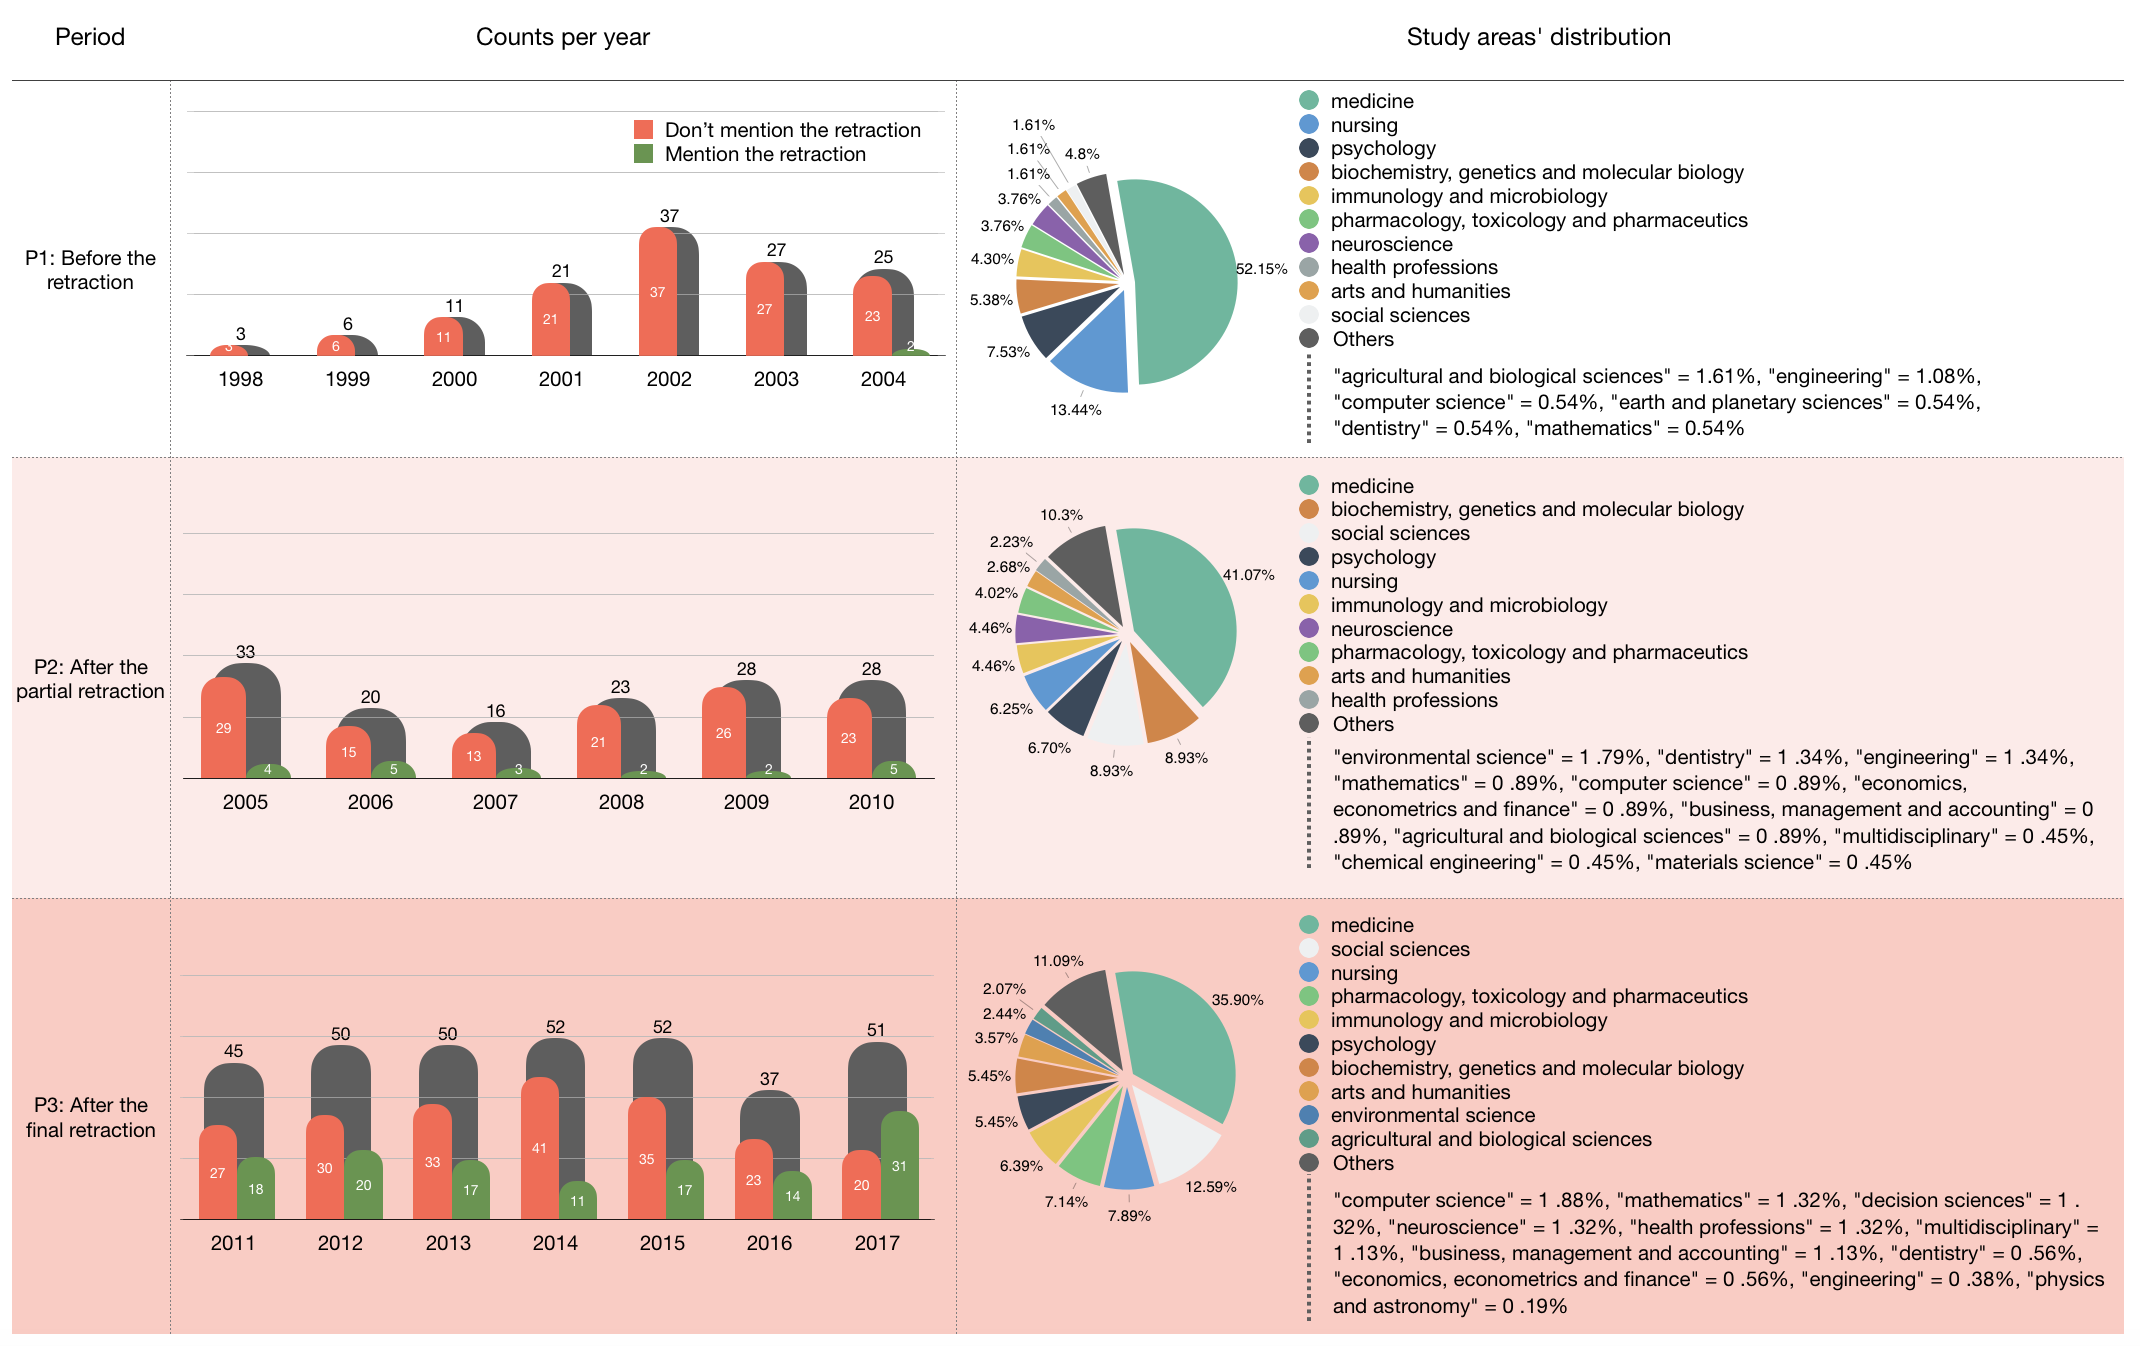 Period
Counts per year
Study areas' distribution
P1: Before the
retraction
Don't mention the retraction
Mention the retraction
3
6
11
21
37
27
25
3
6
11
21
37
27
23
2
1998
1999
2000
2001
2002
2003
2004
1.61%
1.61%
4.8%
1.61%
3.76%
3.76%
4.30%
5.38%
7.53%
13.44%
52.15%
medicine
nursing
psychology
biochemistry, genetics and molecular biology
immunology and microbiology
pharmacology, toxicology and pharmaceutics
neuroscience
health professions
arts and humanities
social sciences
Others
"agricultural and biological sciences" = 1.61%, "engineering" = 1.08%,
"computer science" = 0.54%, "earth and planetary sciences" = 0.54%,
"dentistry" = 0.54%, "mathematics" = 0.54%
P2: After the
partial retraction
33
20
16
23
28
28
29
4
15
5
13
3
21
2
26
2
23
5
2005
2006
2007
2008
2009
2010
10.3%
2.23%
2.68%
4.02%
4.46%
4.46%
6.25%
6.70%
8.93%
8.93%
41.07%
medicine
biochemistry, genetics and molecular biology
social sciences
psychology
nursing
immunology and microbiology
neuroscience
pharmacology, toxicology and pharmaceutics
arts and humanities
health professions
Others
"environmental science" = 1 .79%, "dentistry" = 1 .34%, "engineering" = 1 .34%,
"mathematics" = 0 .89%, "computer science" = 0 .89%, "economics,
econometrics and finance" = 0 .89%, "business, management and accounting" = 0
.89%, "agricultural and biological sciences" = 0 .89%, "multidisciplinary" = 0 .45%,
"chemical engineering" = 0 .45%, "materials science" = 0 .45%
P3: After the
final retraction
45
50
50
52
52
37
51
27
18
30
20
33
17
41
11
35
17
23
14
20
31
2011
2012
2013
2014
2015
2016
2017
11.09%
2.07%
2.44%
3.57%
5.45%
5.45%
6.39%
7.14%
7.89%
12.59%
35.90%
medicine
social sciences
nursing
pharmacology, toxicology and pharmaceutics
immunology and microbiology
psychology
biochemistry, genetics and molecular biology
arts and humanities
environmental science
agricultural and biological sciences
Others
"computer science" = 1 .88%, "mathematics" = 1 .32%, "decision sciences" = 1 .
32%, "neuroscience" = 1 .32%, "health professions" = 1 .32%, "multidisciplinary" =
1 .13%, "business, management and accounting" = 1 .13%, "dentistry" = 0 .56%,
"economics, econometrics and finance" = 0 .56%, "engineering" = 0 .38%, "physics
and astronomy" = 0 .19%